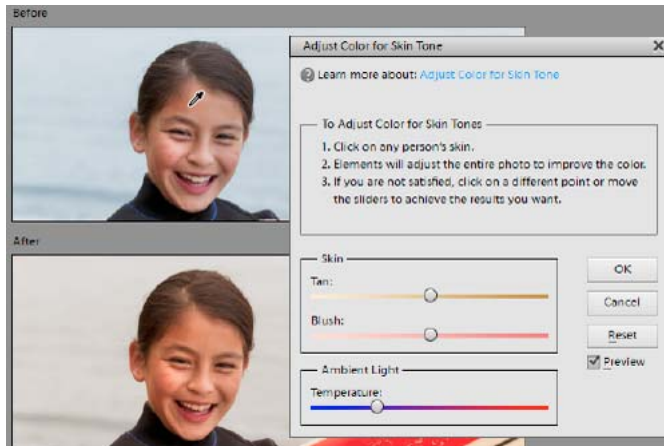 Before
Adjust Color for Skin Tone
Learn more about: Adjust Color for Skin Tone
To Adjust Color for Skin Tones
1. Click on any person's skin.
2. Elements will adjust the entire photo to improve the color.
3. If you are not satisfied, click on a different point or move
the sliders to achieve the results you want.
After
Skin
Tan:
Blush:
Ambient Light
Temperature:
OK
Cancel
Reset
Preview